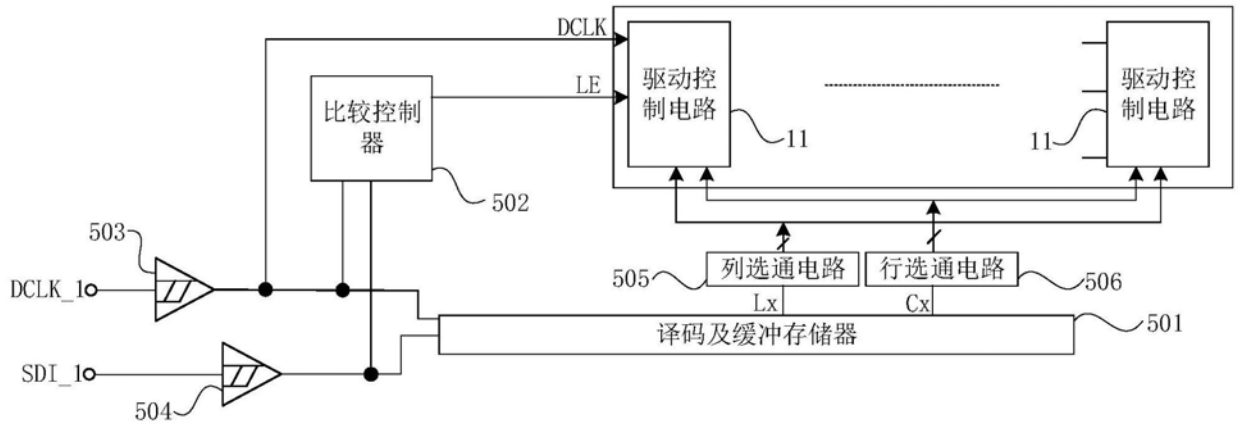 DCLK
驱动控
制电路
驱动控
制电路
LE
比较控制
器
11
11
502
503
505
列选通电路
行选通电路
506
DCLK_1
Lx
Cx
译码及缓冲存储器
501
SDI_1
504